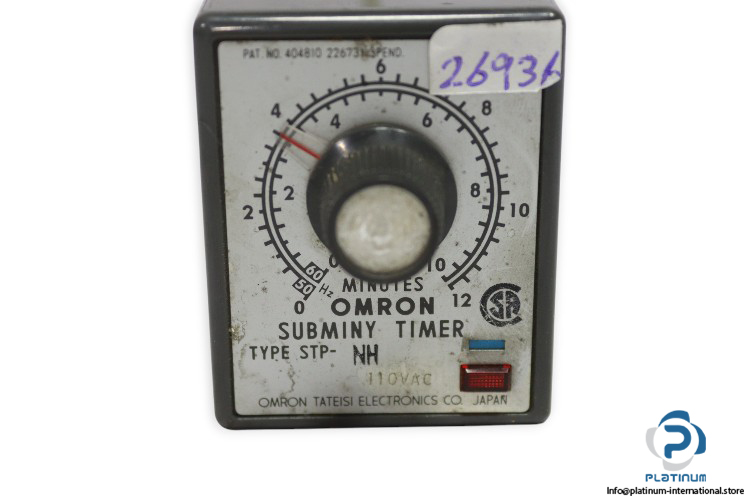 PAT. NO. 404810 226731 PEND.
2693A
6
4 8
4 6
2 8
2 10
60 Hz 0 10
50
MINUTES
0 OMRON 12
SUBMINY TIMER
TYPE STP- NH
110VAC
OMRON TATEISI ELECTRONICS CO. JAPAN
PLATINUM
Info@platinum-international.store